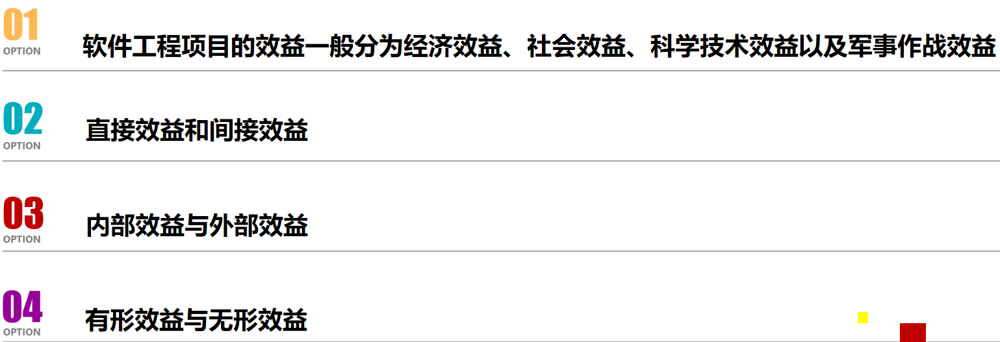 01
OPTION
软件工程项目的效益一般分为经济效益、社会效益、科学技术效益以及军事作战效益
02
OPTION
直接效益和间接效益
03
OPTION
内部效益与外部效益
04
OPTION
有形效益与无形效益